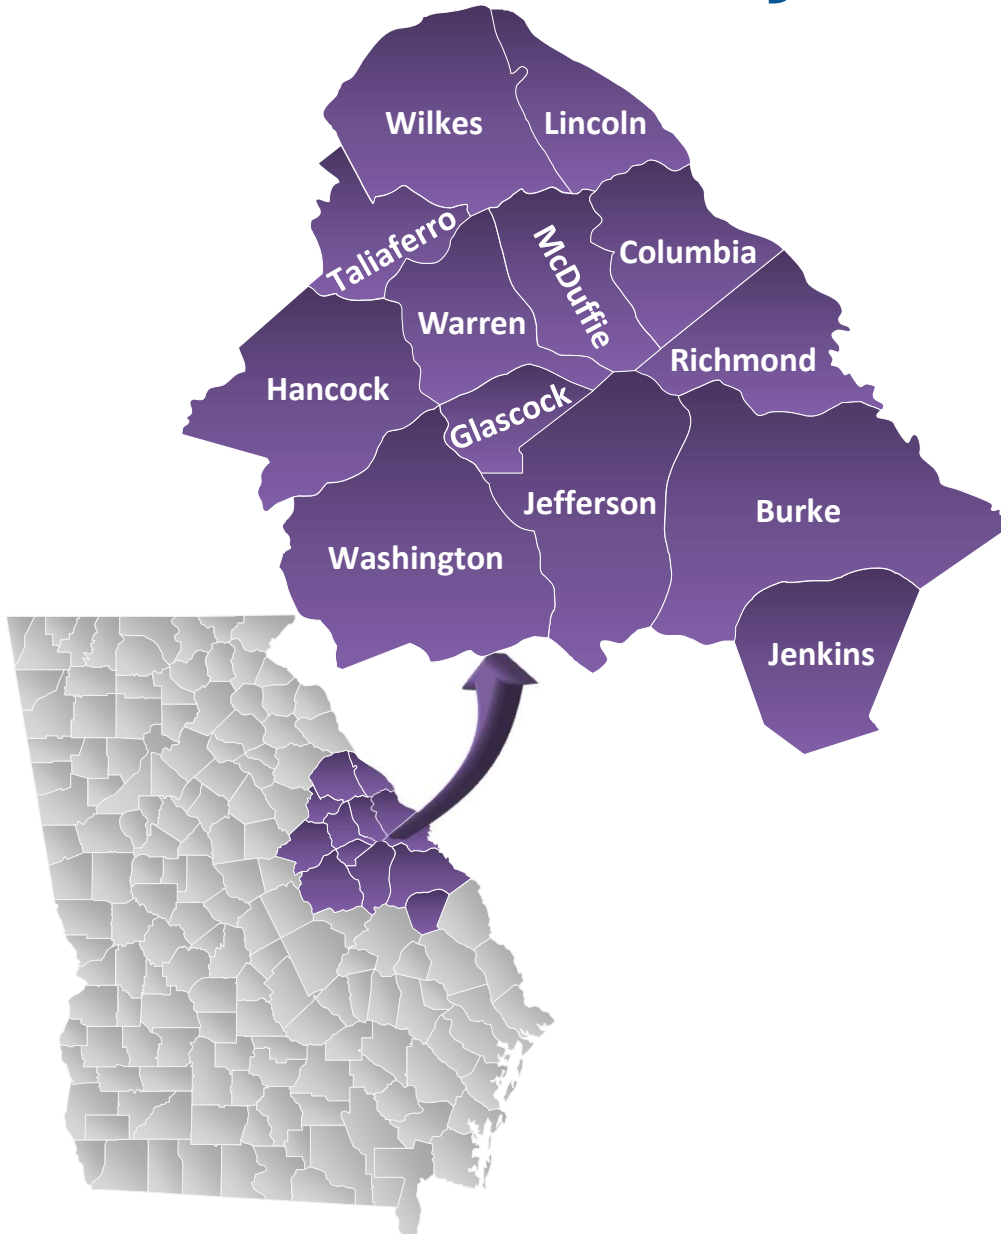 Wilkes
Lincoln
Taliaferro
McDuffie
Columbia
Warren
Richmond
Hancock
Glascock
Jefferson
Burke
Washington
Jenkins